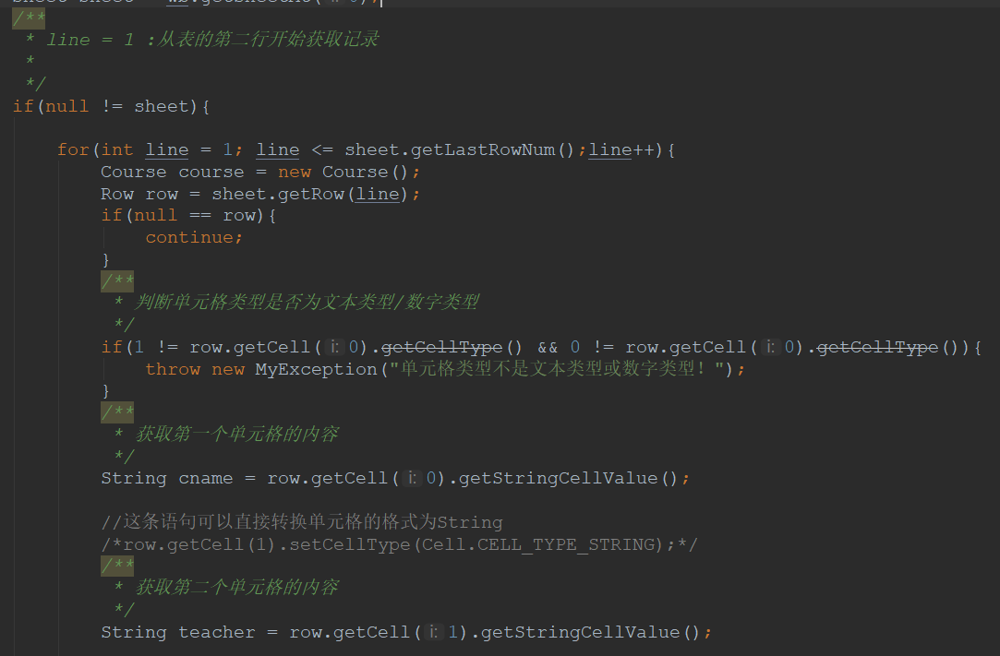 /**
* line = 1 :从表的第二行开始获取记录
*
*/
if(null != sheet){
for(int line = 1; line <= sheet.getLastRowNum();line++){
Course course = new Course();
Row row = sheet.getRow(line);
if(null == row){
continue;
}
/**
* 判断单元格类型是否为文本类型/数字类型
*/
if(1 != row.getCell( i: 0).getCellType() && 0 != row.getCell( i: 0).getCellType()){
throw new MyException("单元格类型不是文本类型或数字类型! ");
}
/**
* 获取第一个单元格的内容
*/
String cname = row.getCell( i: 0).getStringCellValue();
//这条语句可以直接转换单元格的格式为String
/*row.getCell(1).setCellType(Cell.CELL_TYPE_STRING);*/
/**
* 获取第二个单元格的内容
*/
String teacher = row.getCell( i: 1).getStringCellValue();